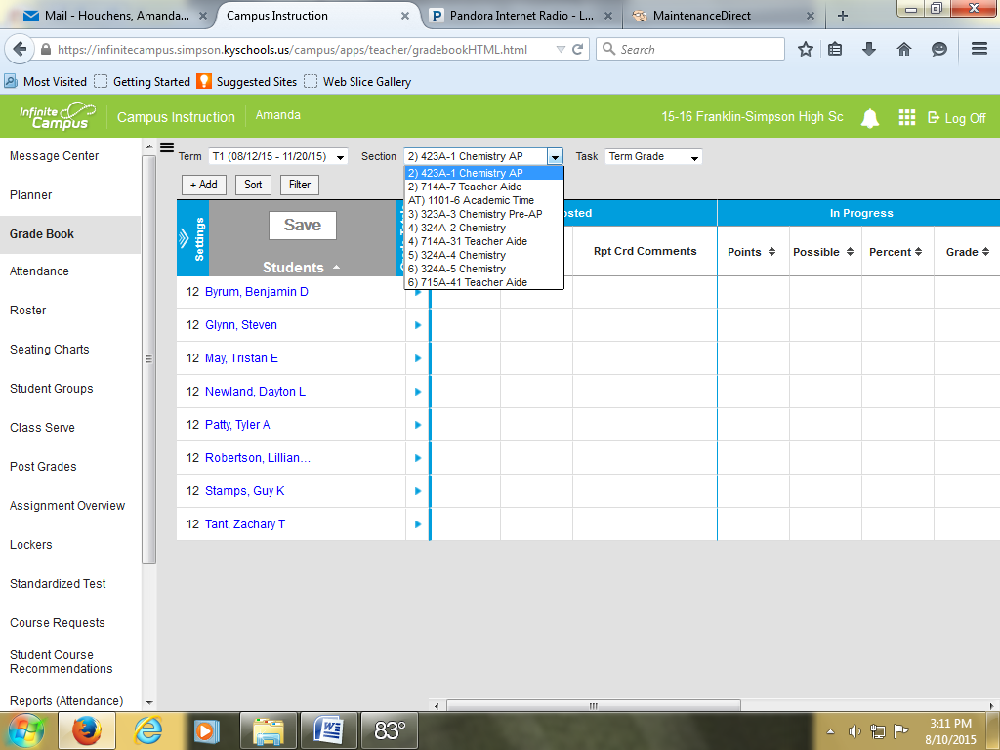 Mail - Houchens, Amanda...
Campus Instruction
Pandora Internet Radio - L...
MaintenanceDirect
https://infinitecampus.simpson.kyschools.us/campus/apps/teacher/gradebookHTML.html
Search
Most Visited
Getting Started
Suggested Sites
Web Slice Gallery
Infinite Campus
Campus Instruction
Amanda
15-16 Franklin-Simpson High Sc
Log Off
Message Center
Planner
Grade Book
Attendance
Roster
Seating Charts
Student Groups
Class Serve
Post Grades
Assignment Overview
Lockers
Standardized Test
Course Requests
Student Course
Recommendations
Reports (Attendance)
Term T1 (08/12/15 - 11/20/15) Section 2) 423A-1 Chemistry AP Task Term Grade
+ Add Sort Filter
2) 423A-1 Chemistry AP
2) 714A-7 Teacher Aide
AT) 1101-6 Academic Time
3) 323A-3 Chemistry Pre-AP
4) 324A-2 Chemistry
4) 714A-31 Teacher Aide
5) 324A-4 Chemistry
6) 324A-5 Chemistry
6) 715A-41 Teacher Aide
Settings
Save
Students
In Progress
Rpt Crd Comments
Points
Possible
Percent
Grade
12 Byrum, Benjamin D
12 Glynn, Steven
12 May, Tristan E
12 Newland, Dayton L
12 Patty, Tyler A
12 Robertson, Lillian...
12 Stamps, Guy K
12 Tant, Zachary T
83°
3:11 PM
8/10/2015